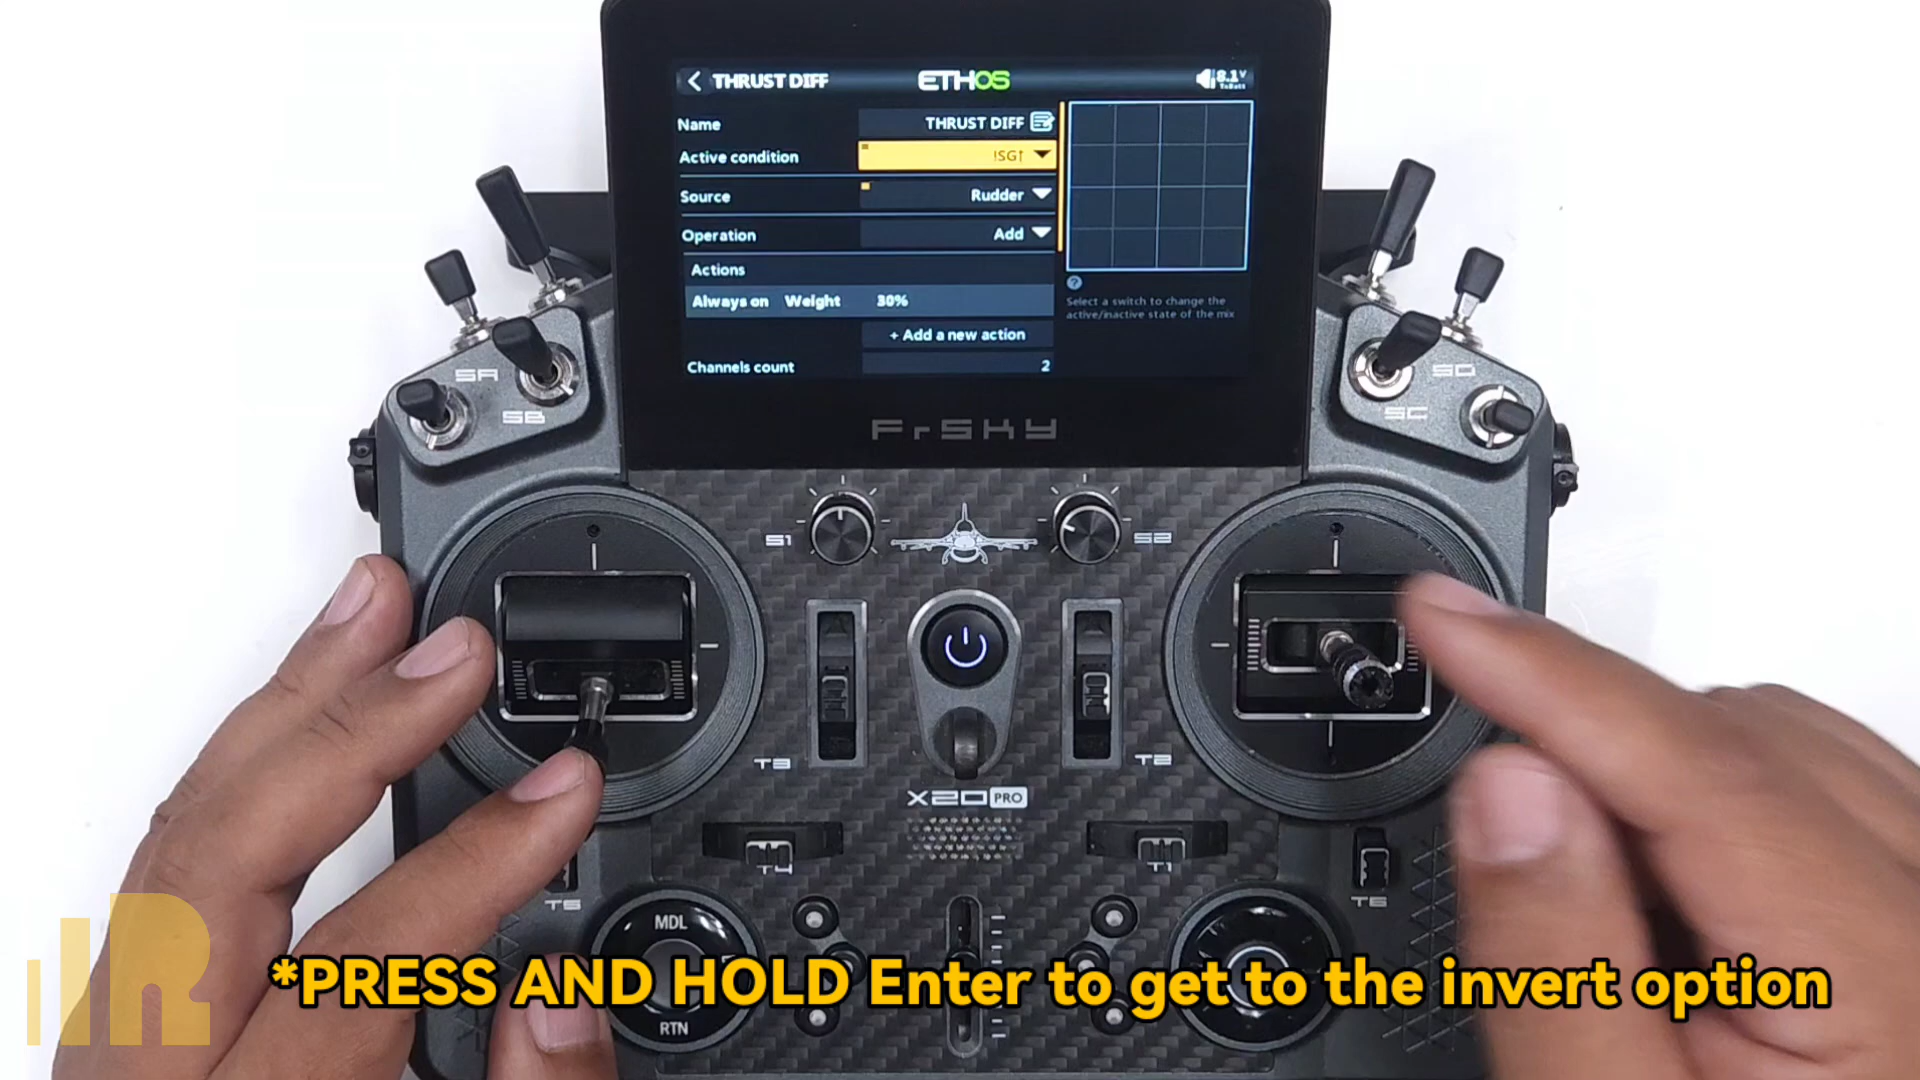 THRUST DIFF
ETHOS
8.1V
TxBatt
Name THRUST DIFF
Active condition !SG↑
Source Rudder
Operation Add
Actions
Always on Weight 30%
+ Add a new action
Channels count 2
?
Select a switch to change the
active/inactive state of the mix
FrSKY
SA
SB
SD
SC
S1
S2
T3
T2
X20 PRO
T4
T1
T5
T6
MDL
RTN
R
*PRESS AND HOLD Enter to get to the invert option